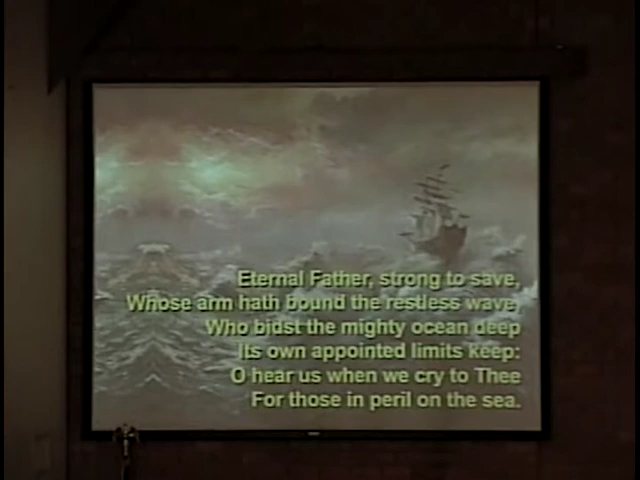 Eternal Father, strong to save,
Whose arm hath bound the restless wave
Who bidst the mighty ocean deep
Its own appointed limits keep:
O hear us when we cry to Thee
For those in peril on the sea.